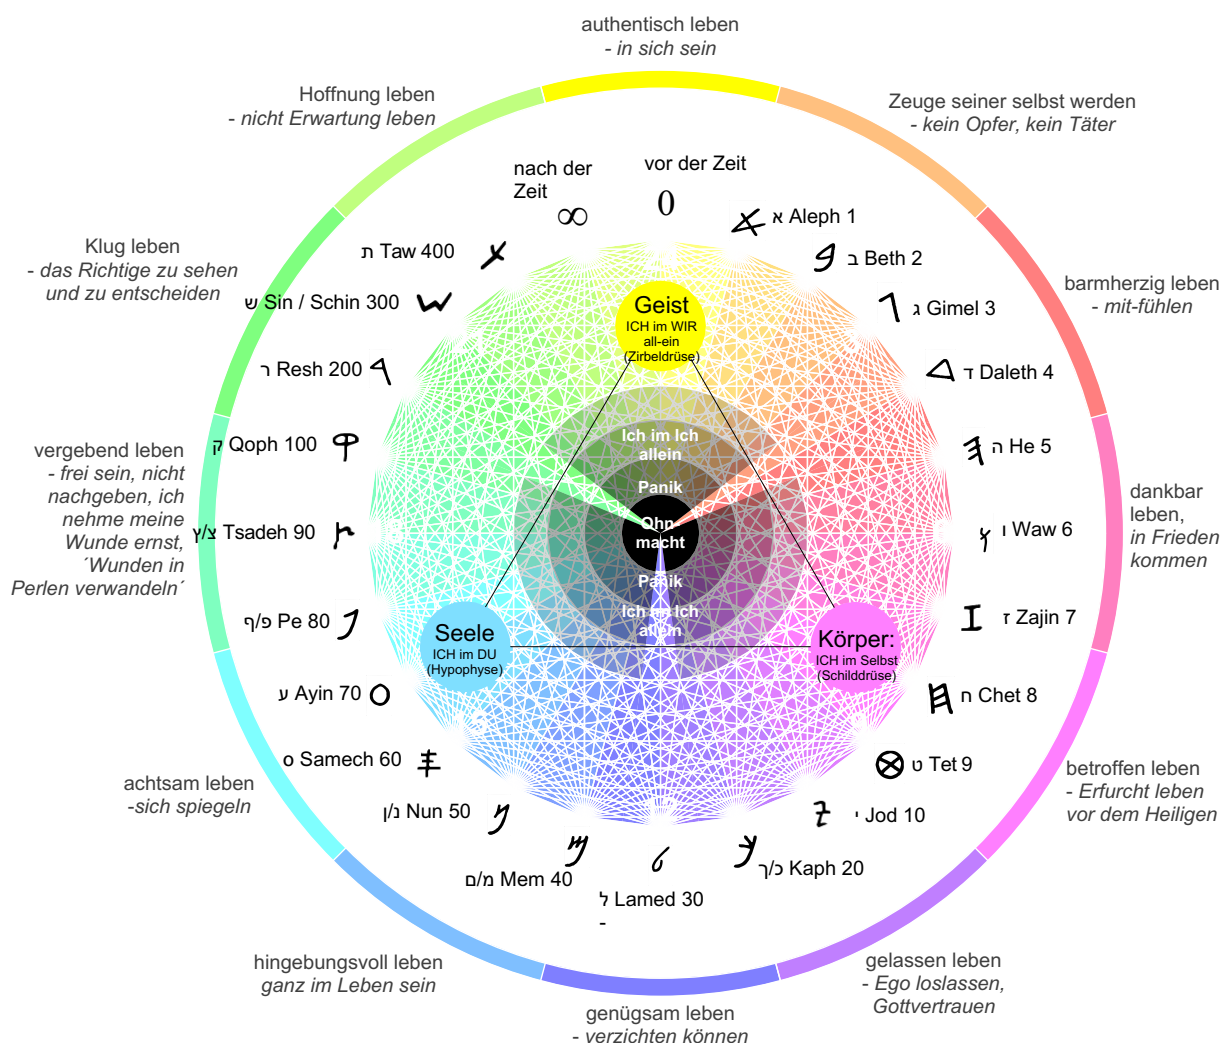 authentisch leben
- in sich sein
Zeuge seiner selbst werden
- kein Opfer, kein Täter
barmherzig leben
- mit-fühlen
dankbar
leben,
in Frieden
kommen
betroffen leben
- Erfurcht leben
vor dem Heiligen
gelassen leben
- Ego loslassen,
Gottvertrauen
genügsam leben
- verzichten können
hingebungsvoll leben
ganz im Leben sein
achtsam leben
-sich spiegeln
vergebend leben
- frei sein, nicht
nachgeben, ich
nehme meine
Wunde ernst,
´Wunden in
Perlen verwandeln´
Klug leben
- das Richtige zu sehen
und zu entscheiden
Hoffnung leben
- nicht Erwartung leben
nach der
Zeit
∞
vor der Zeit
0
א Aleph 1
ב Beth 2
ג Gimel 3
ד Daleth 4
ה He 5
ו Waw 6
ז Zajin 7
ח Chet 8
ט Tet 9
י Jod 10
כ/ך Kaph 20
ל Lamed 30
-
מ/ם Mem 40
נ/ן Nun 50
o Samech 60
ע Ayin 70
פ/ף Pe 80
צ/ץ Tsadeh 90
ק Qoph 100
ר Resh 200
ש Sin / Schin 300
ת Taw 400
Geist
ICH im WIR
all-ein
(Zirbeldrüse)
Ich im Ich
allein
Panik
Ohn-
macht
Panik
Ich im Ich
allein
Seele
ICH im DU
(Hypophyse)
Körper:
ICH im Selbst
(Schilddrüse)